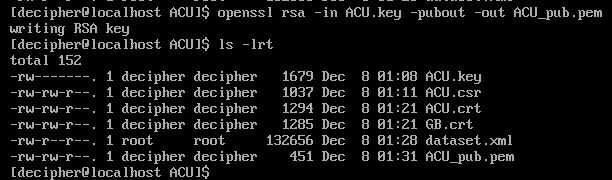 [decipher@localhost ACU]$ openssl rsa -in ACU.key -pubout -out ACU_pub.pem
writing RSA key
[decipher@localhost ACU]$ ls -lrt
total 152
-rw-------. 1 decipher decipher   1679 Dec  8 01:08 ACU.key
-rw-rw-r--. 1 decipher decipher   1037 Dec  8 01:11 ACU.csr
-rw-rw-r--. 1 decipher decipher   1294 Dec  8 01:21 ACU.crt
-rw-rw-r--. 1 decipher decipher   1285 Dec  8 01:21 GB.crt
-rw-r--r--. 1 root     root     132656 Dec  8 01:28 dataset.xml
-rw-rw-r--. 1 decipher decipher    451 Dec  8 01:31 ACU_pub.pem
[decipher@localhost ACU]$